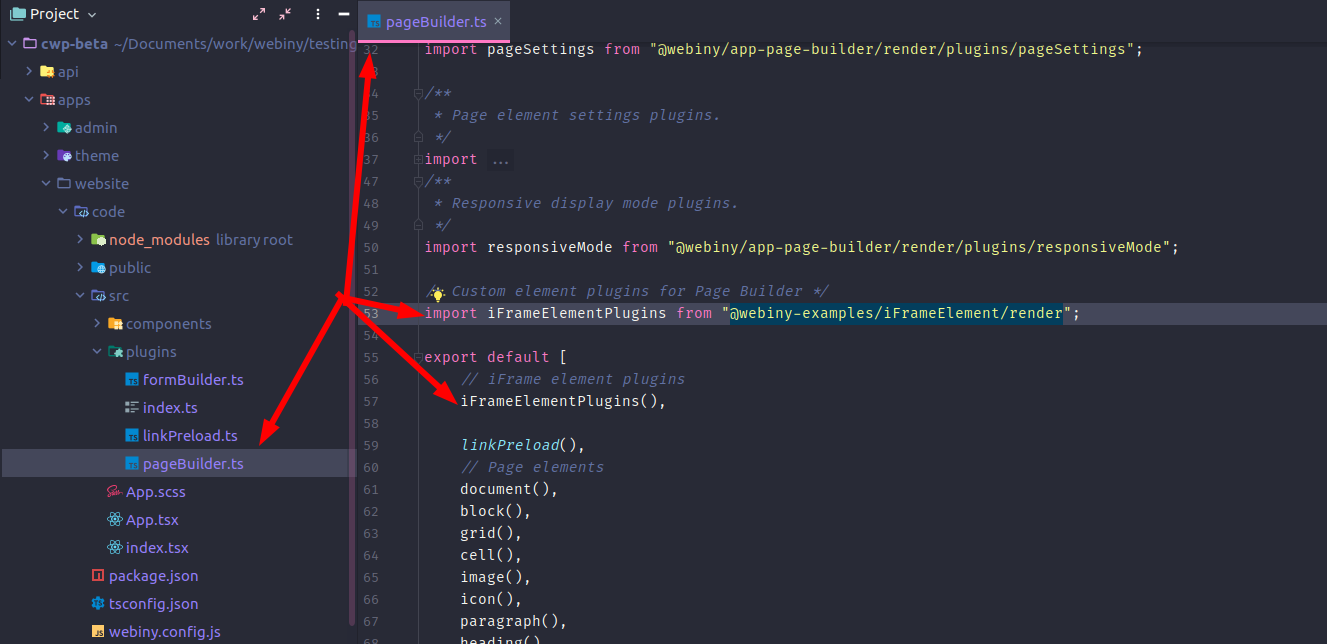 Project
cwp-beta ~/Documents/work/webiny/testing
api
apps
admin
theme
website
code
node_modules library root
public
src
components
plugins
formBuilder.ts
index.ts
linkPreload.ts
pageBuilder.ts
App.scss
App.tsx
index.tsx
package.json
tsconfig.json
webiny.config.js
pageBuilder.ts ×
32 import pageSettings from "@webiny/app-page-builder/render/plugins/pageSettings";
3
34 /**
35 * Page element settings plugins.
36 */
37 import ...
47 /**
48 * Responsive display mode plugins.
49 */
50 import responsiveMode from "@webiny/app-page-builder/render/plugins/responsiveMode";
51
52 /* Custom element plugins for Page Builder */
53 import iFrameElementPlugins from "@webiny-examples/iFrameElement/render";
54
55 export default [
56 // iFrame element plugins
57 iFrameElementPlugins(),
58
59 linkPreload(),
60 // Page elements
61 document(),
62 block(),
63 grid(),
64 cell(),
65 image(),
66 icon(),
67 paragraph(),
68 heading()